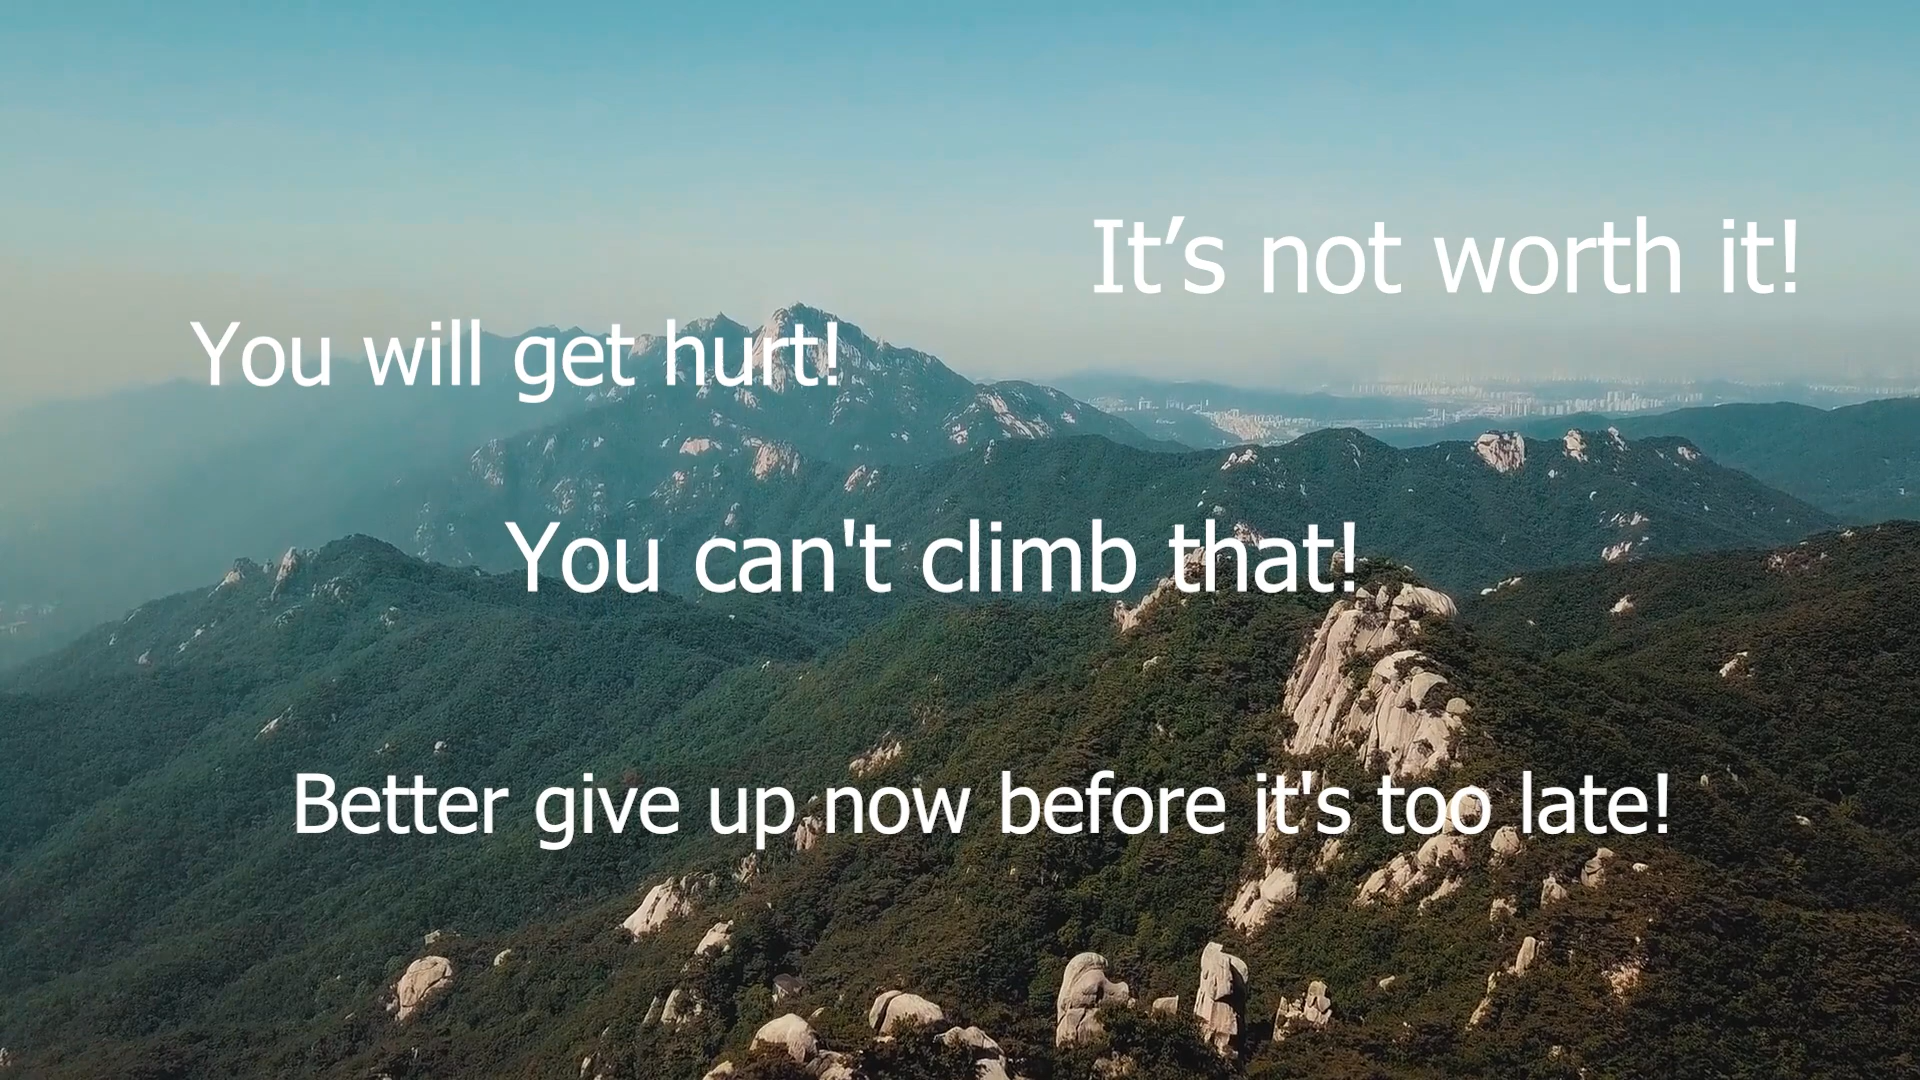 It’s not worth it!
You will get hurt!
You can't climb that!
Better give up now before it's too late!